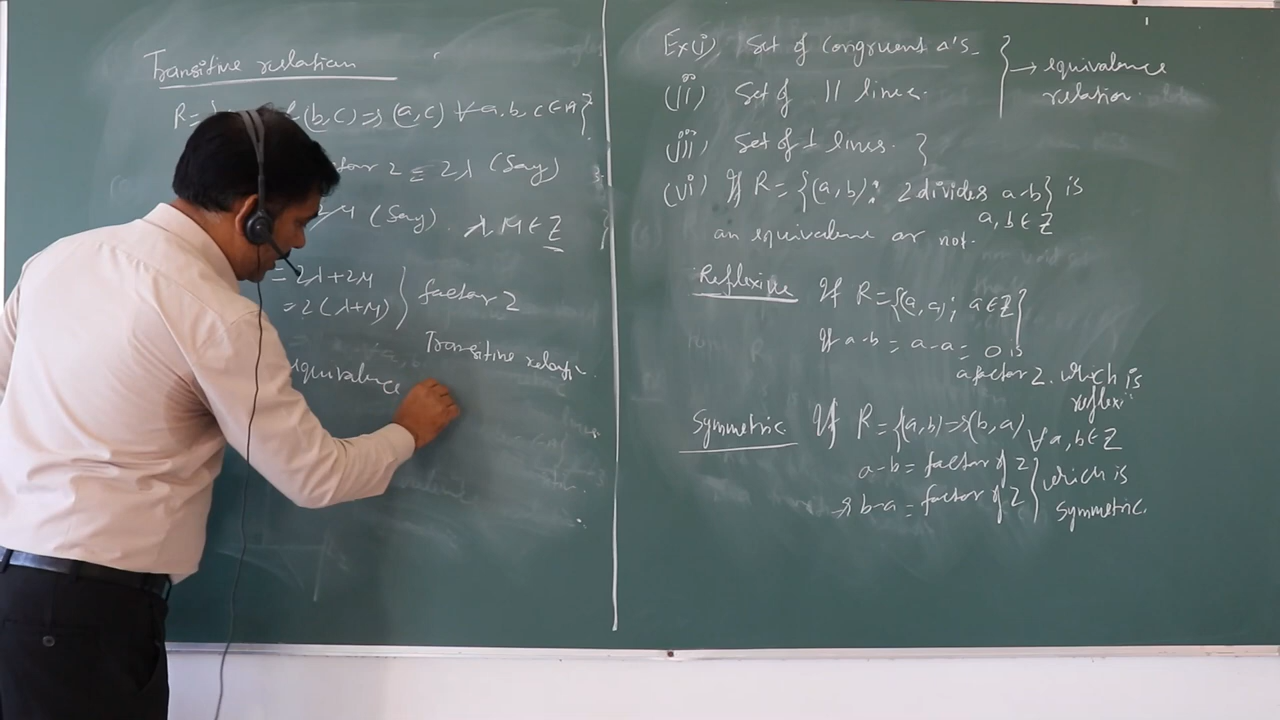 Transitive relation
R={ (b,c)⇒(a,c) ∀a,b,c∈A}
for 2 = 2λ (Say)
2M (Say). λ,M∈Z
= 2λ+2M
= 2(λ+M) } factor 2
Transitive relation.
equivalence
Ex(i), Set of Congruent Δ'S.
(ii) Set of || lines. } → equivalence relation.
iii, Set of ⊥ lines. }
(vi) If R={(a,b): 2 divides a-b} is
a,b∈Z
an equivalence or not.
Reflexive If R={(a,a); a∈Z}
If a-b = a-a = 0 is
a factor 2. which is
reflexi
Symmetric If R={(a,b)⇒(b,a)
∀a,b∈Z
a-b = factor of 2
⇒ b-a = factor of 2 } which is
Symmetric.